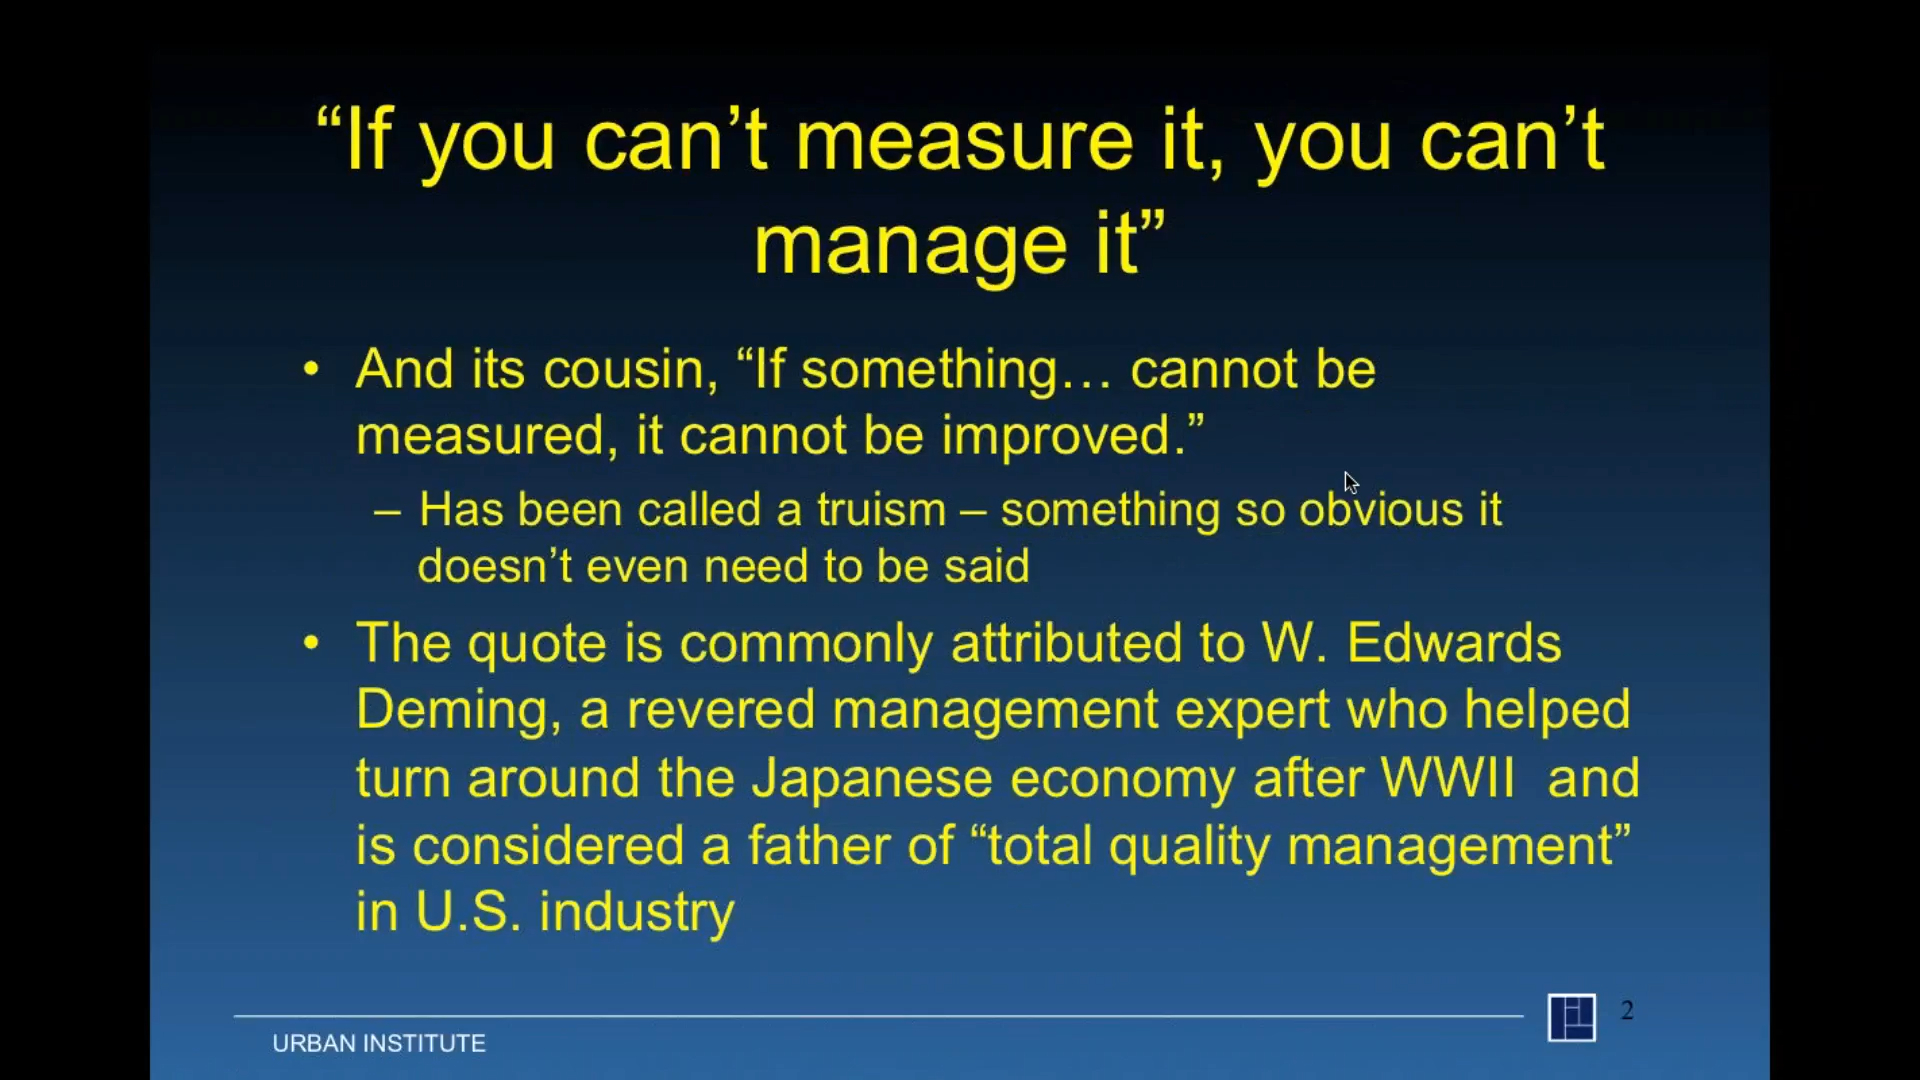 “If you can’t measure it, you can’t
manage it”
• And its cousin, “If something… cannot be
measured, it cannot be improved.”
– Has been called a truism – something so obvious it
doesn’t even need to be said
• The quote is commonly attributed to W. Edwards
Deming, a revered management expert who helped
turn around the Japanese economy after WWII  and
is considered a father of “total quality management”
in U.S. industry
2
URBAN INSTITUTE